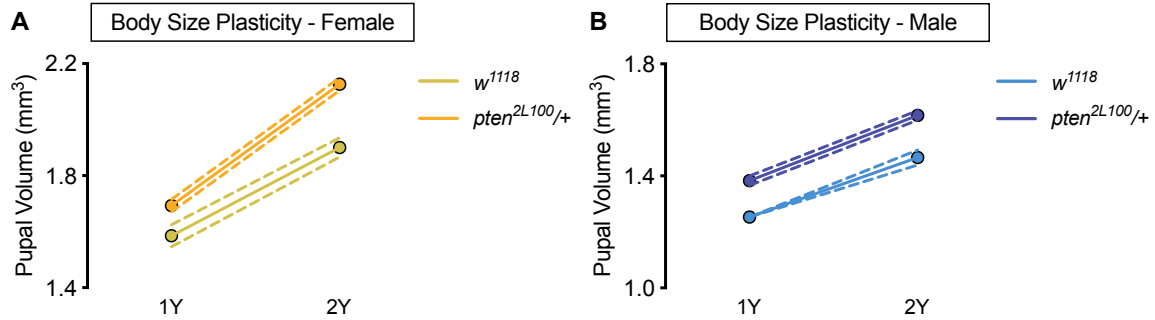 A
Body Size Plasticity - Female
Pupal Volume (mm³)
2.2
1.8
1.4
1Y
2Y
w¹¹¹⁸
pten²ᴸ¹⁰⁰/+
B
Body Size Plasticity - Male
Pupal Volume (mm³)
1.8
1.4
1.0
1Y
2Y
w¹¹¹⁸
pten²ᴸ¹⁰⁰/+